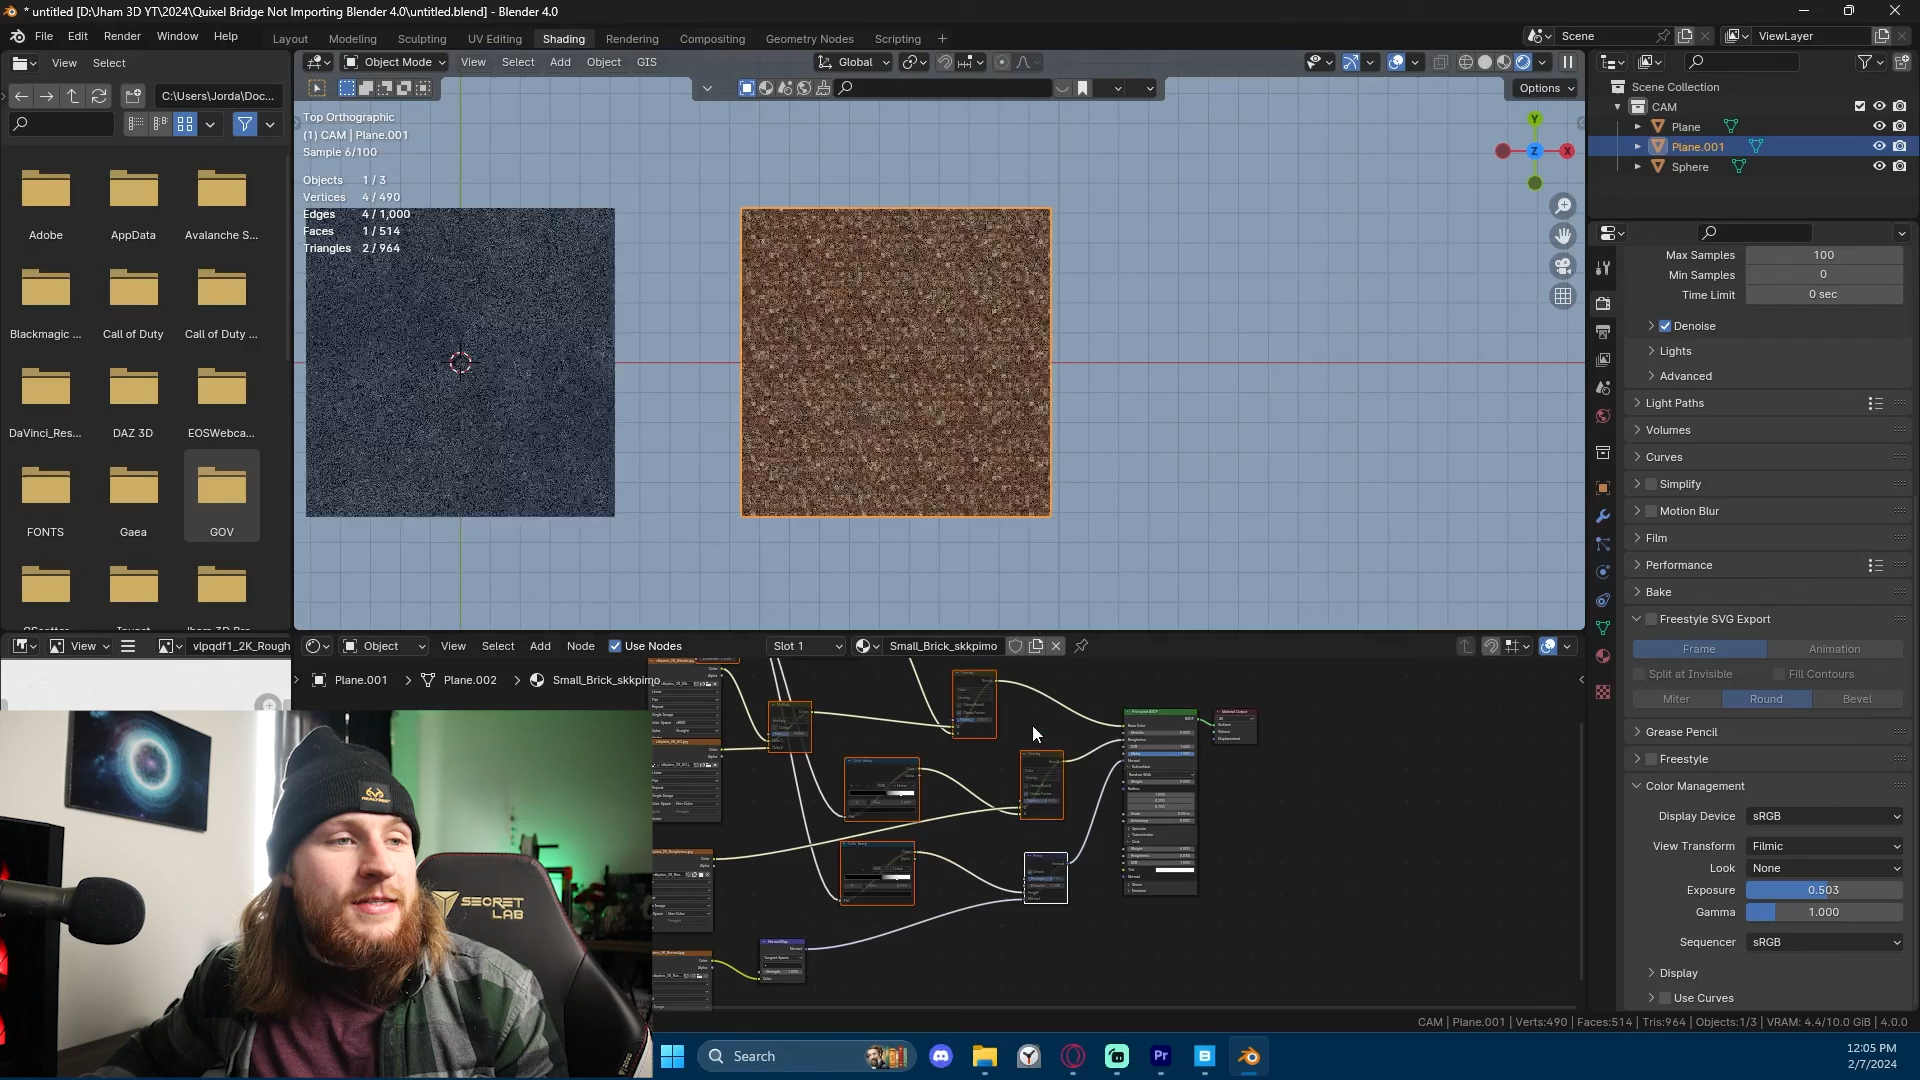 * untitled [D:\Jham 3D YT\2024\Quixel Bridge Not Importing Blender 4.0\untitled.blend] - Blender 4.0
File Edit Render Window Help
Layout Modeling Sculpting UV Editing Shading Rendering Compositing Geometry Nodes Scripting +
Scene
ViewLayer
View Select
Object Mode View Select Add Object GIS
Global
C:\Users\Jorda\Doc...
Options
Top Orthographic
(1) CAM | Plane.001
Sample 6/100
Objects 1 / 3
Vertices 4 / 490
Edges 4 / 1,000
Faces 1 / 514
Triangles 2 / 964
Y
Z
X
Adobe AppData Avalanche S...
Blackmagic ... Call of Duty Call of Duty ...
DaVinci_Res... DAZ 3D EOSWebca...
FONTS Gaea GOV
Scene Collection
CAM
Plane
Plane.001
Sphere
Max Samples 100
Min Samples 0
Time Limit 0 sec
Denoise
Lights
Advanced
Light Paths
Volumes
Curves
Simplify
Motion Blur
Film
Performance
Bake
Freestyle SVG Export
Frame Animation
Split at Invisible Fill Contours
Miter Round Bevel
Grease Pencil
Freestyle
Color Management
Display Device sRGB
View Transform Filmic
Look None
Exposure 0.503
Gamma 1.000
Sequencer sRGB
Display
Use Curves
View vlpqdf1_2K_Rough
Object View Select Add Node Use Nodes Slot 1 Small_Brick_skkpimo
Plane.001 > Plane.002 > Small_Brick_skkpimo
REALTREE
SECRET
LAB
CAM | Plane.001 | Verts:490 | Faces:514 | Tris:964 | Objects:1/3 | VRAM: 4.4/10.0 GiB | 4.0.0
Search
Pr
12:05 PM
2/7/2024